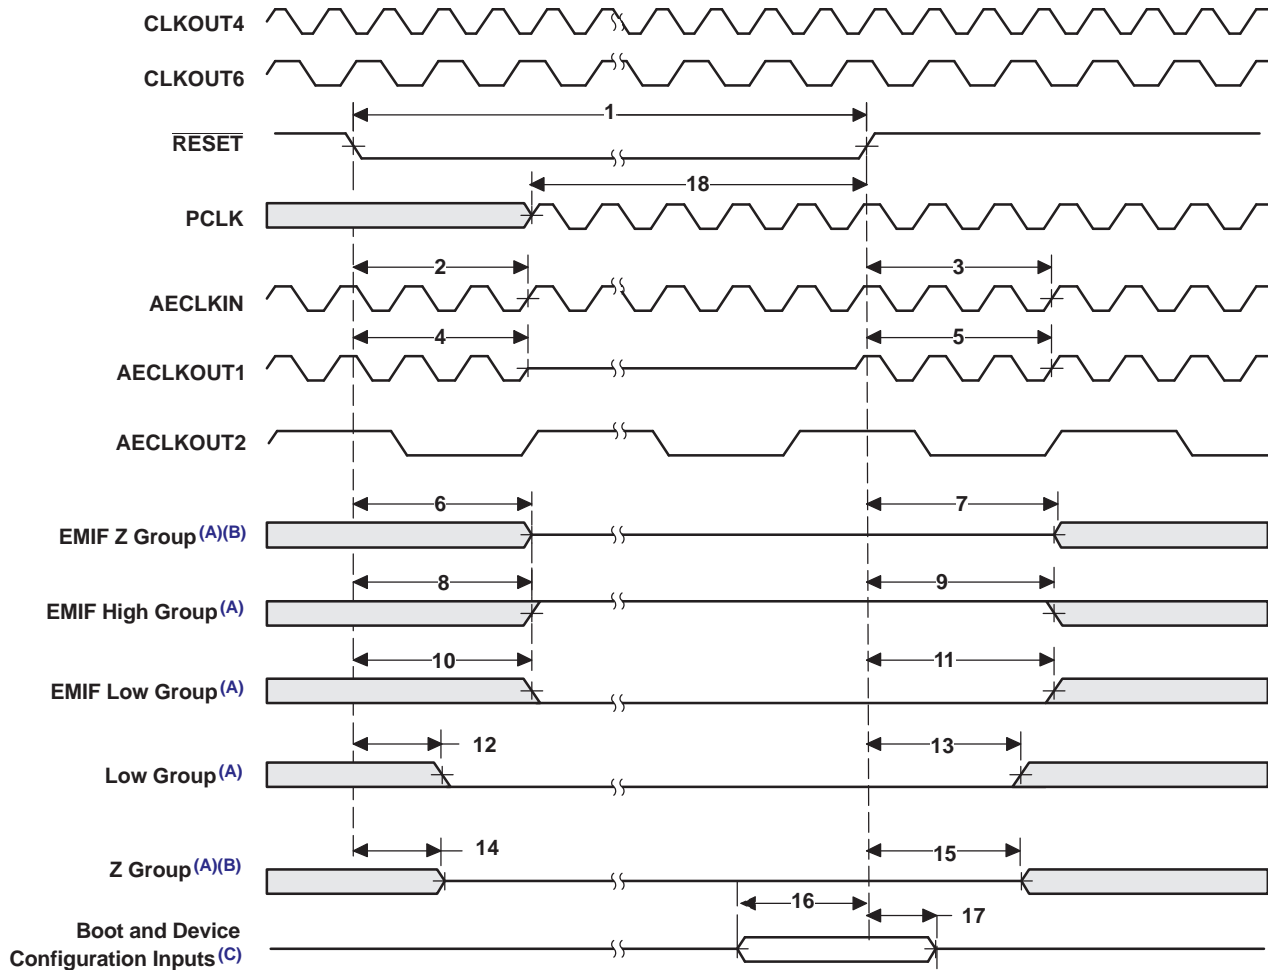 CLKOUT4
CLKOUT6
1
RESET
18
PCLK
2
3
AECLKIN
4
5
AECLKOUT1
AECLKOUT2
6
7
EMIF Z Group (A)(B)
8
9
EMIF High Group (A)
10
11
EMIF Low Group (A)
12
13
Low Group (A)
14
15
Z Group (A)(B)
16
17
Boot and Device
Configuration Inputs (C)